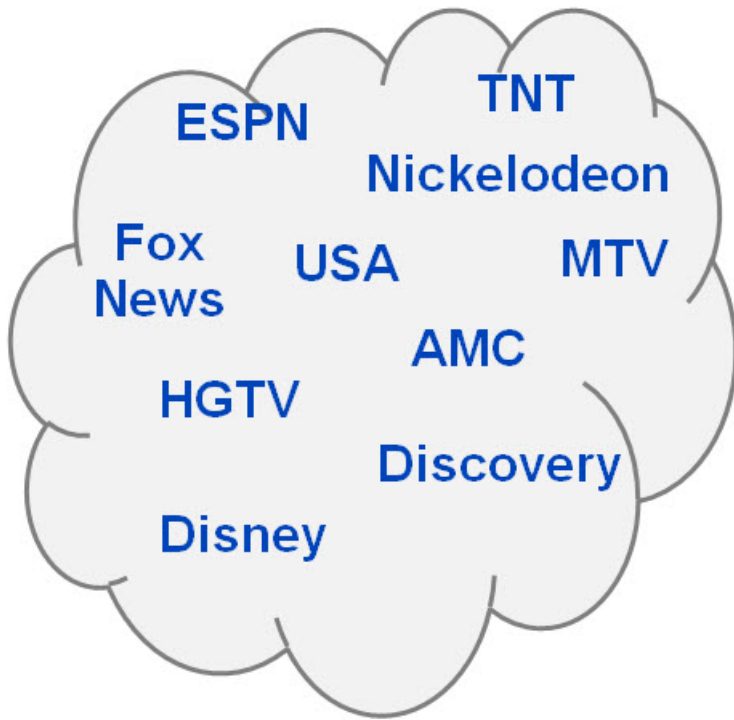 TNT
ESPN
Nickelodeon
Fox
News
USA
MTV
AMC
HGTV
Discovery
Disney